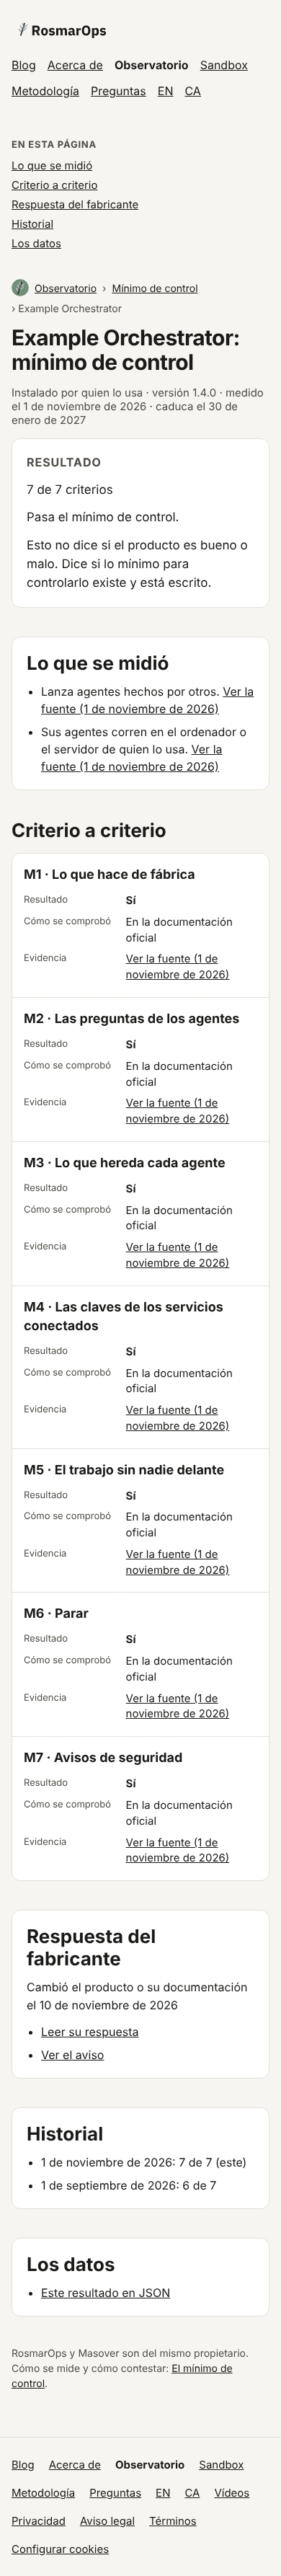 RosmarOps
Blog Acerca de Observatorio Sandbox
Metodología Preguntas EN CA
EN ESTA PÁGINA
Lo que se midió
Criterio a criterio
Respuesta del fabricante
Historial
Los datos
Observatorio › Mínimo de control
› Example Orchestrator
Example Orchestrator:
mínimo de control
Instalado por quien lo usa · versión 1.4.0 · medido
el 1 de noviembre de 2026 · caduca el 30 de
enero de 2027
RESULTADO
7 de 7 criterios
Pasa el mínimo de control.
Esto no dice si el producto es bueno o
malo. Dice si lo mínimo para
controlarlo existe y está escrito.
Lo que se midió
• Lanza agentes hechos por otros. Ver la
fuente (1 de noviembre de 2026)
• Sus agentes corren en el ordenador o
el servidor de quien lo usa. Ver la
fuente (1 de noviembre de 2026)
Criterio a criterio
M1 · Lo que hace de fábrica
Resultado Sí
Cómo se comprobó En la documentación
oficial
Evidencia Ver la fuente (1 de
noviembre de 2026)
M2 · Las preguntas de los agentes
Resultado Sí
Cómo se comprobó En la documentación
oficial
Evidencia Ver la fuente (1 de
noviembre de 2026)
M3 · Lo que hereda cada agente
Resultado Sí
Cómo se comprobó En la documentación
oficial
Evidencia Ver la fuente (1 de
noviembre de 2026)
M4 · Las claves de los servicios
conectados
Resultado Sí
Cómo se comprobó En la documentación
oficial
Evidencia Ver la fuente (1 de
noviembre de 2026)
M5 · El trabajo sin nadie delante
Resultado Sí
Cómo se comprobó En la documentación
oficial
Evidencia Ver la fuente (1 de
noviembre de 2026)
M6 · Parar
Resultado Sí
Cómo se comprobó En la documentación
oficial
Evidencia Ver la fuente (1 de
noviembre de 2026)
M7 · Avisos de seguridad
Resultado Sí
Cómo se comprobó En la documentación
oficial
Evidencia Ver la fuente (1 de
noviembre de 2026)
Respuesta del
fabricante
Cambió el producto o su documentación
el 10 de noviembre de 2026
• Leer su respuesta
• Ver el aviso
Historial
• 1 de noviembre de 2026: 7 de 7 (este)
• 1 de septiembre de 2026: 6 de 7
Los datos
• Este resultado en JSON
RosmarOps y Masover son del mismo propietario.
Cómo se mide y cómo contestar: El mínimo de
control.
Blog Acerca de Observatorio Sandbox
Metodología Preguntas EN CA Vídeos
Privacidad Aviso legal Términos
Configurar cookies